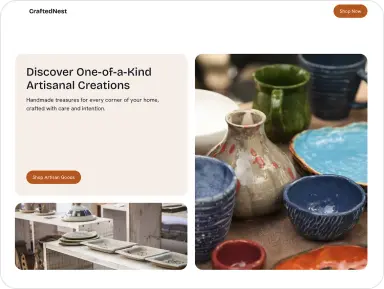 CraftedNest
Shop Now
Discover One-of-a-Kind
Artisanal Creations
Handmade treasures for every corner of your home,
crafted with care and intention.
Shop Artisan Goods